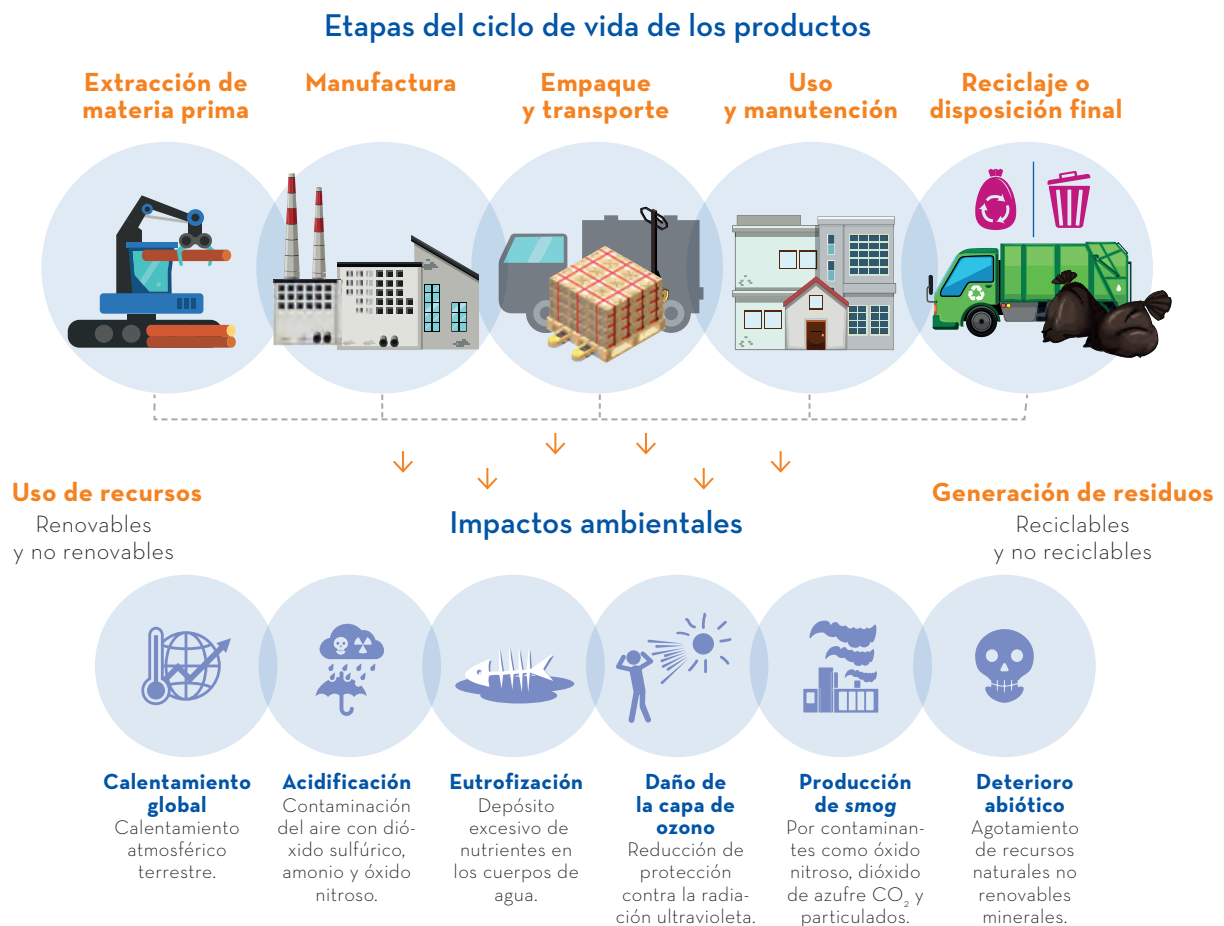 Etapas del ciclo de vida de los productos
Extracción de
materia prima
Manufactura
Empaque
y transporte
Uso
y manutención
Reciclaje o
disposición final
Uso de recursos
Renovables
y no renovables
Impactos ambientales
Generación de residuos
Reciclables
y no reciclables
Calentamiento
global
Calentamiento
atmosférico
terrestre.
Acidificación
Contaminación
del aire con dió-
xido sulfúrico,
amonio y óxido
nitroso.
Eutrofización
Depósito
excesivo de
nutrientes en
los cuerpos de
agua.
Daño de
la capa de
ozono
Reducción de
protección
contra la radia-
ción ultravioleta.
Producción
de smog
Por contaminan-
tes como óxido
nitroso, dióxido
de azufre CO₂ y
particulados.
Deterioro
abiótico
Agotamiento
de recursos
naturales no
renovables
minerales.